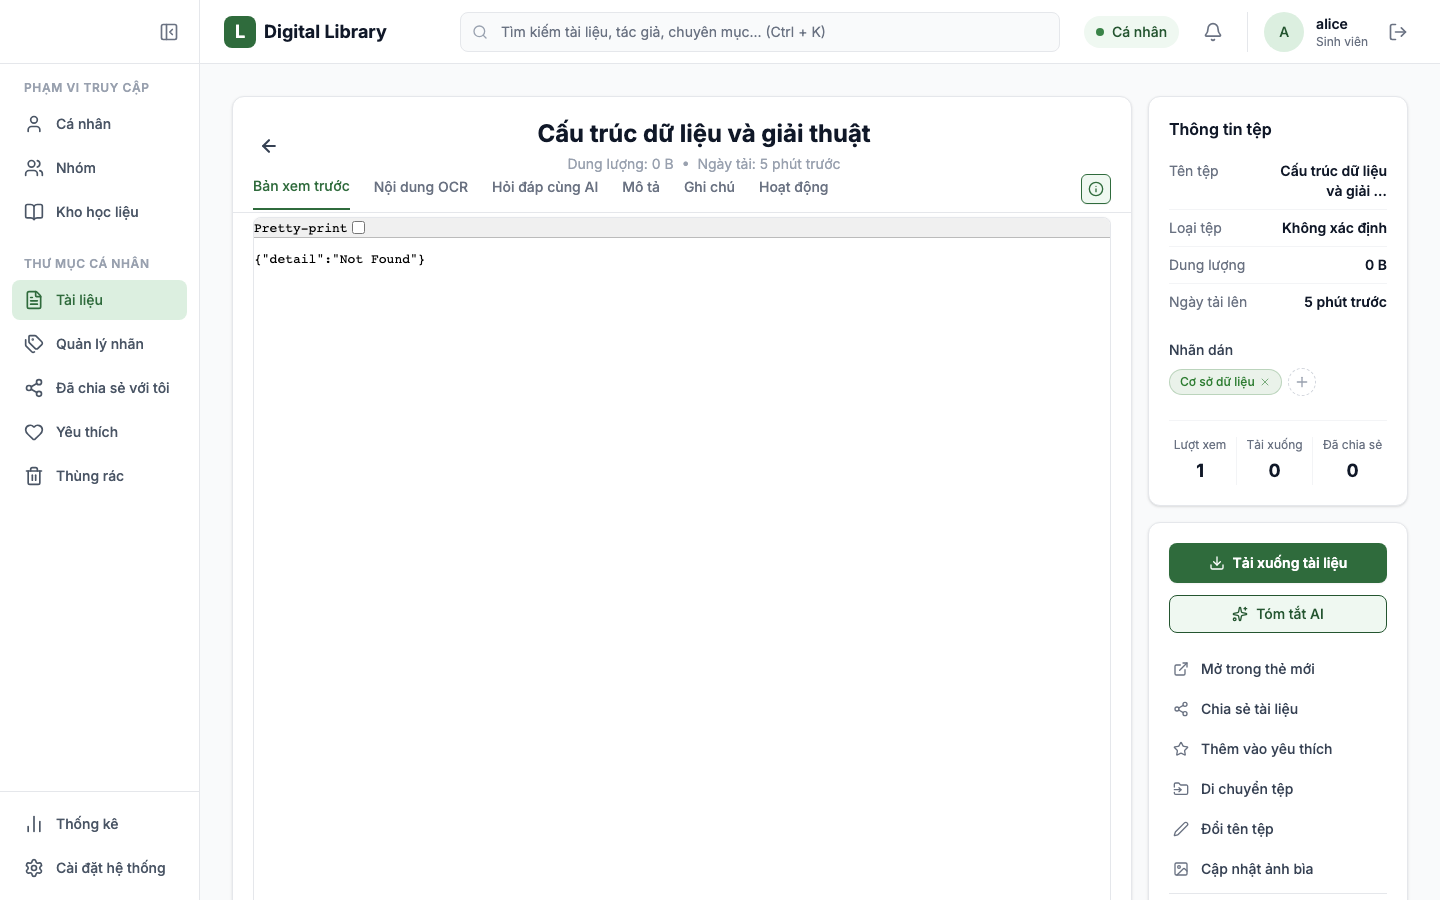 L Digital Library
Tìm kiếm tài liệu, tác giả, chuyên mục... (Ctrl + K)
Cá nhân
A
alice
Sinh viên
PHẠM VI TRUY CẬP
Cá nhân
Nhóm
Kho học liệu
THƯ MỤC CÁ NHÂN
Tài liệu
Quản lý nhãn
Đã chia sẻ với tôi
Yêu thích
Thùng rác
Thống kê
Cài đặt hệ thống
Cấu trúc dữ liệu và giải thuật
Dung lượng: 0 B • Ngày tải: 5 phút trước
Bản xem trước Nội dung OCR Hỏi đáp cùng AI Mô tả Ghi chú Hoạt động
Pretty-print
{"detail":"Not Found"}
Thông tin tệp
Tên tệp Cấu trúc dữ liệu
và giải ...
Loại tệp Không xác định
Dung lượng 0 B
Ngày tải lên 5 phút trước
Nhãn dán
Cơ sở dữ liệu
Lượt xem Tải xuống Đã chia sẻ
1 0 0
Tải xuống tài liệu
Tóm tắt AI
Mở trong thẻ mới
Chia sẻ tài liệu
Thêm vào yêu thích
Di chuyển tệp
Đổi tên tệp
Cập nhật ảnh bìa